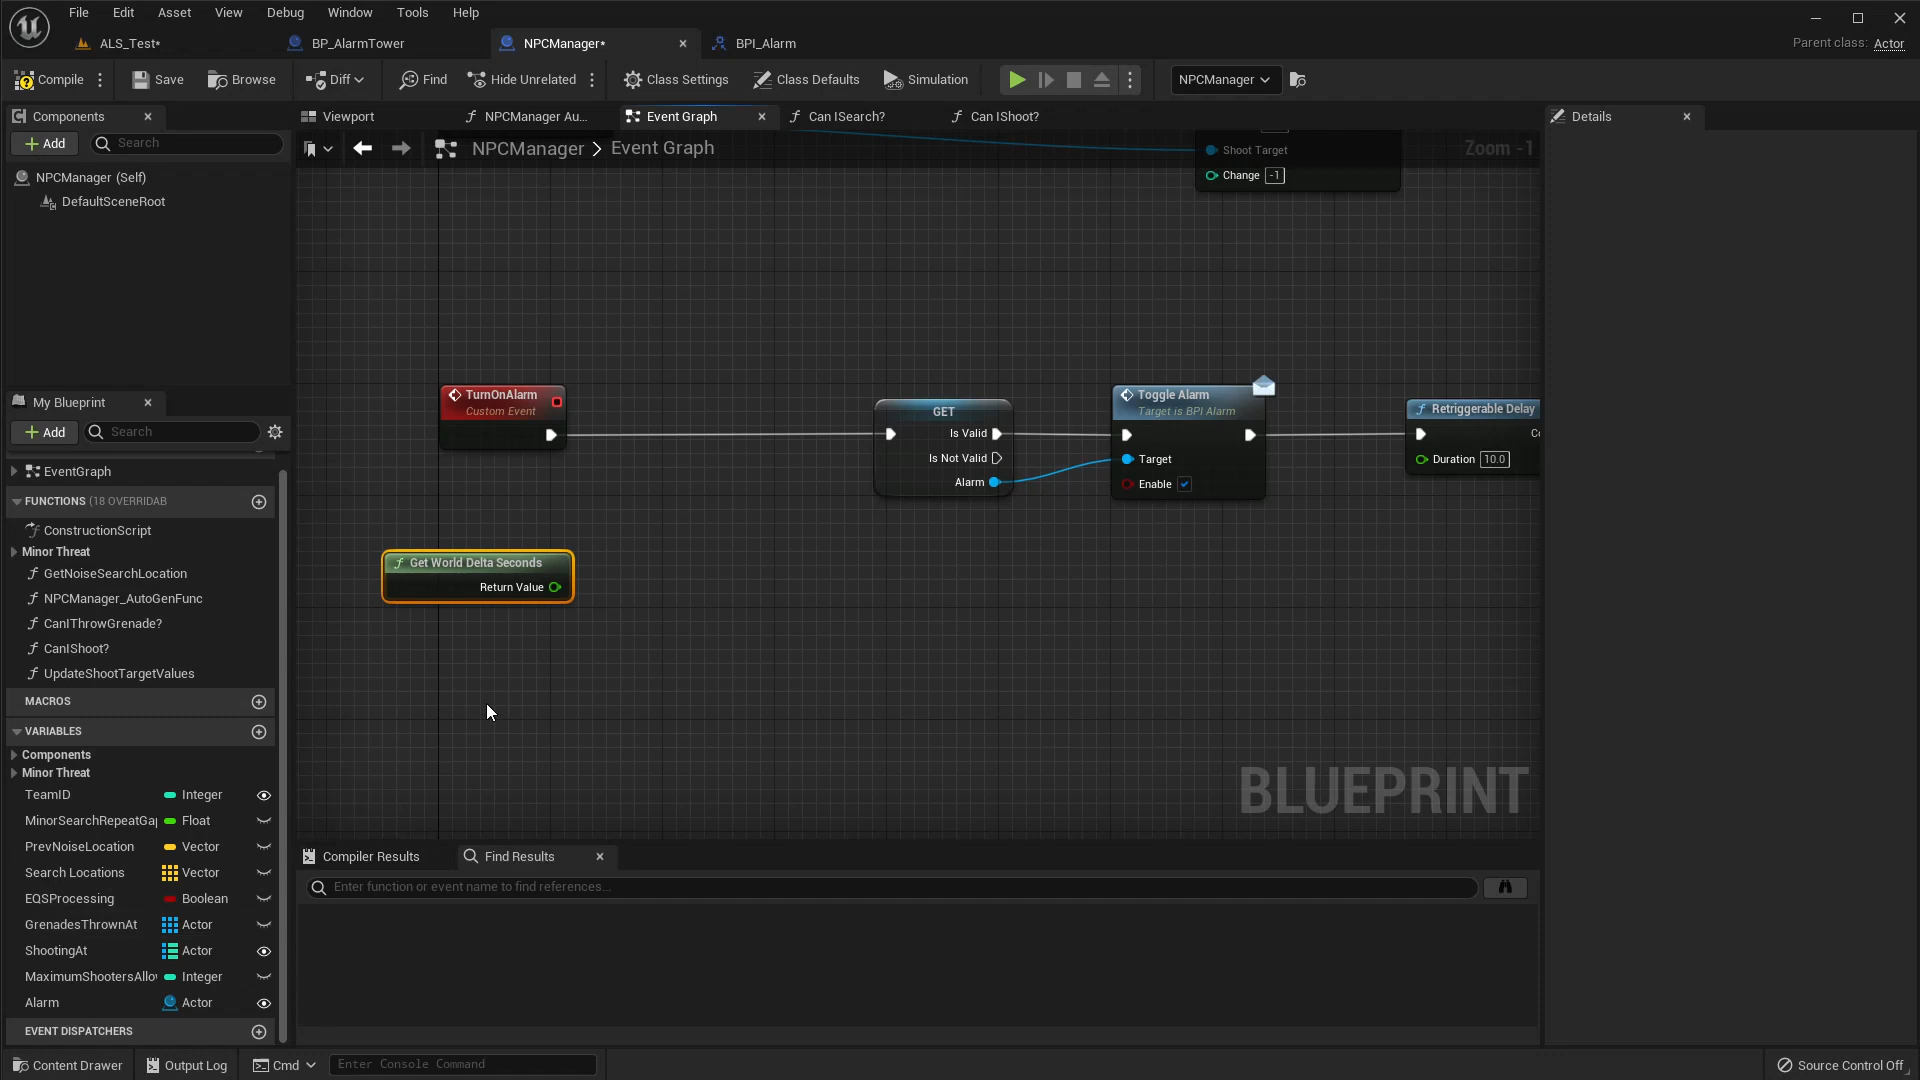 File Edit Asset View Debug Window Tools Help
ALS_Test* BP_AlarmTower NPCManager* BPI_Alarm
Parent class: Actor
Compile Save Browse Diff Find Hide Unrelated Class Settings Class Defaults Simulation NPCManager
Components
Add Search
NPCManager (Self)
DefaultSceneRoot
Viewport NPCManager Au... Event Graph Can ISearch? Can IShoot?
NPCManager > Event Graph
Zoom -1
Details
Shoot Target
Change -1
TurnOnAlarm
Custom Event
GET
Is Valid
Is Not Valid
Alarm
Toggle Alarm
Target is BPI Alarm
Target
Enable
Retriggerable Delay
Duration 10.0
Get World Delta Seconds
Return Value
BLUEPRINT
My Blueprint
Add Search
EventGraph
FUNCTIONS (18 OVERRIDAB
ConstructionScript
Minor Threat
GetNoiseSearchLocation
NPCManager_AutoGenFunc
CanIThrowGrenade?
CanIShoot?
UpdateShootTargetValues
MACROS
VARIABLES
Components
Minor Threat
TeamID Integer
MinorSearchRepeatGap Float
PrevNoiseLocation Vector
Search Locations Vector
EQSProcessing Boolean
GrenadesThrownAt Actor
ShootingAt Actor
MaximumShootersAllo Integer
Alarm Actor
EVENT DISPATCHERS
Compiler Results Find Results
Enter function or event name to find references...
Content Drawer Output Log Cmd Enter Console Command Source Control Off